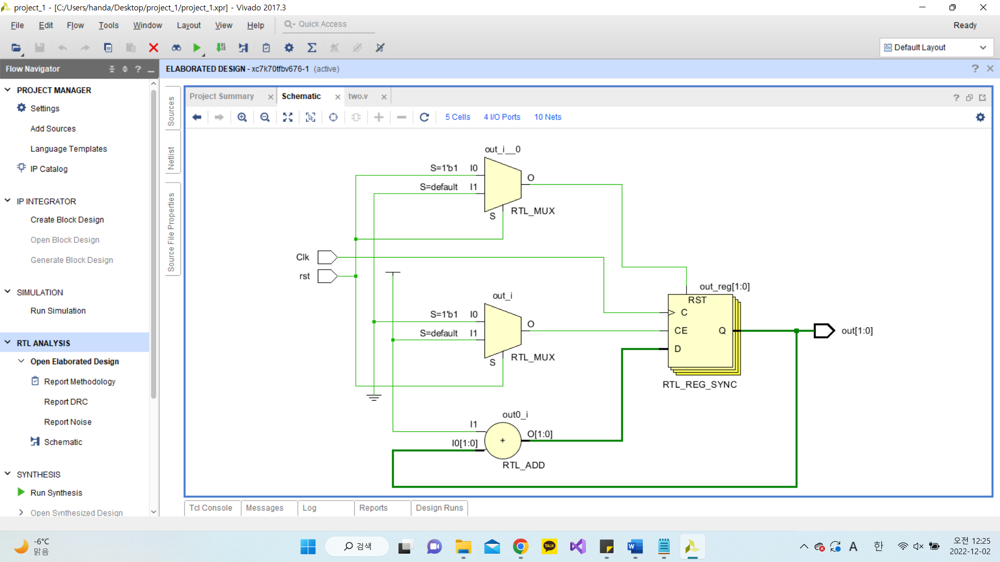 project_1 - [C:/Users/handa/Desktop/project_1/project_1.xpr] - Vivado 2017.3
File Edit Flow Tools Window Layout View Help Quick Access Ready
Default Layout
Flow Navigator
ELABORATED DESIGN - xc7k70tfbv676-1 (active)
PROJECT MANAGER
Settings
Add Sources
Language Templates
IP Catalog
IP INTEGRATOR
Create Block Design
Open Block Design
Generate Block Design
SIMULATION
Run Simulation
RTL ANALYSIS
Open Elaborated Design
Report Methodology
Report DRC
Report Noise
Schematic
SYNTHESIS
Run Synthesis
Open Synthesized Design
Sources
Netlist
Source File Properties
Project Summary Schematic two.v
5 Cells 4 I/O Ports 10 Nets
out_i__0
S=1'b1 I0
S=default I1
O
S
RTL_MUX
Clk
rst
out_i
S=1'b1 I0
S=default I1
O
S
RTL_MUX
out_reg[1:0]
RST
C
CE
Q
D
RTL_REG_SYNC
out[1:0]
out0_i
I1
I0[1:0]
+
O[1:0]
RTL_ADD
Tcl Console Messages Log Reports Design Runs
-6°C
맑음
검색
TALK
A 한
오전 12:25
2022-12-02